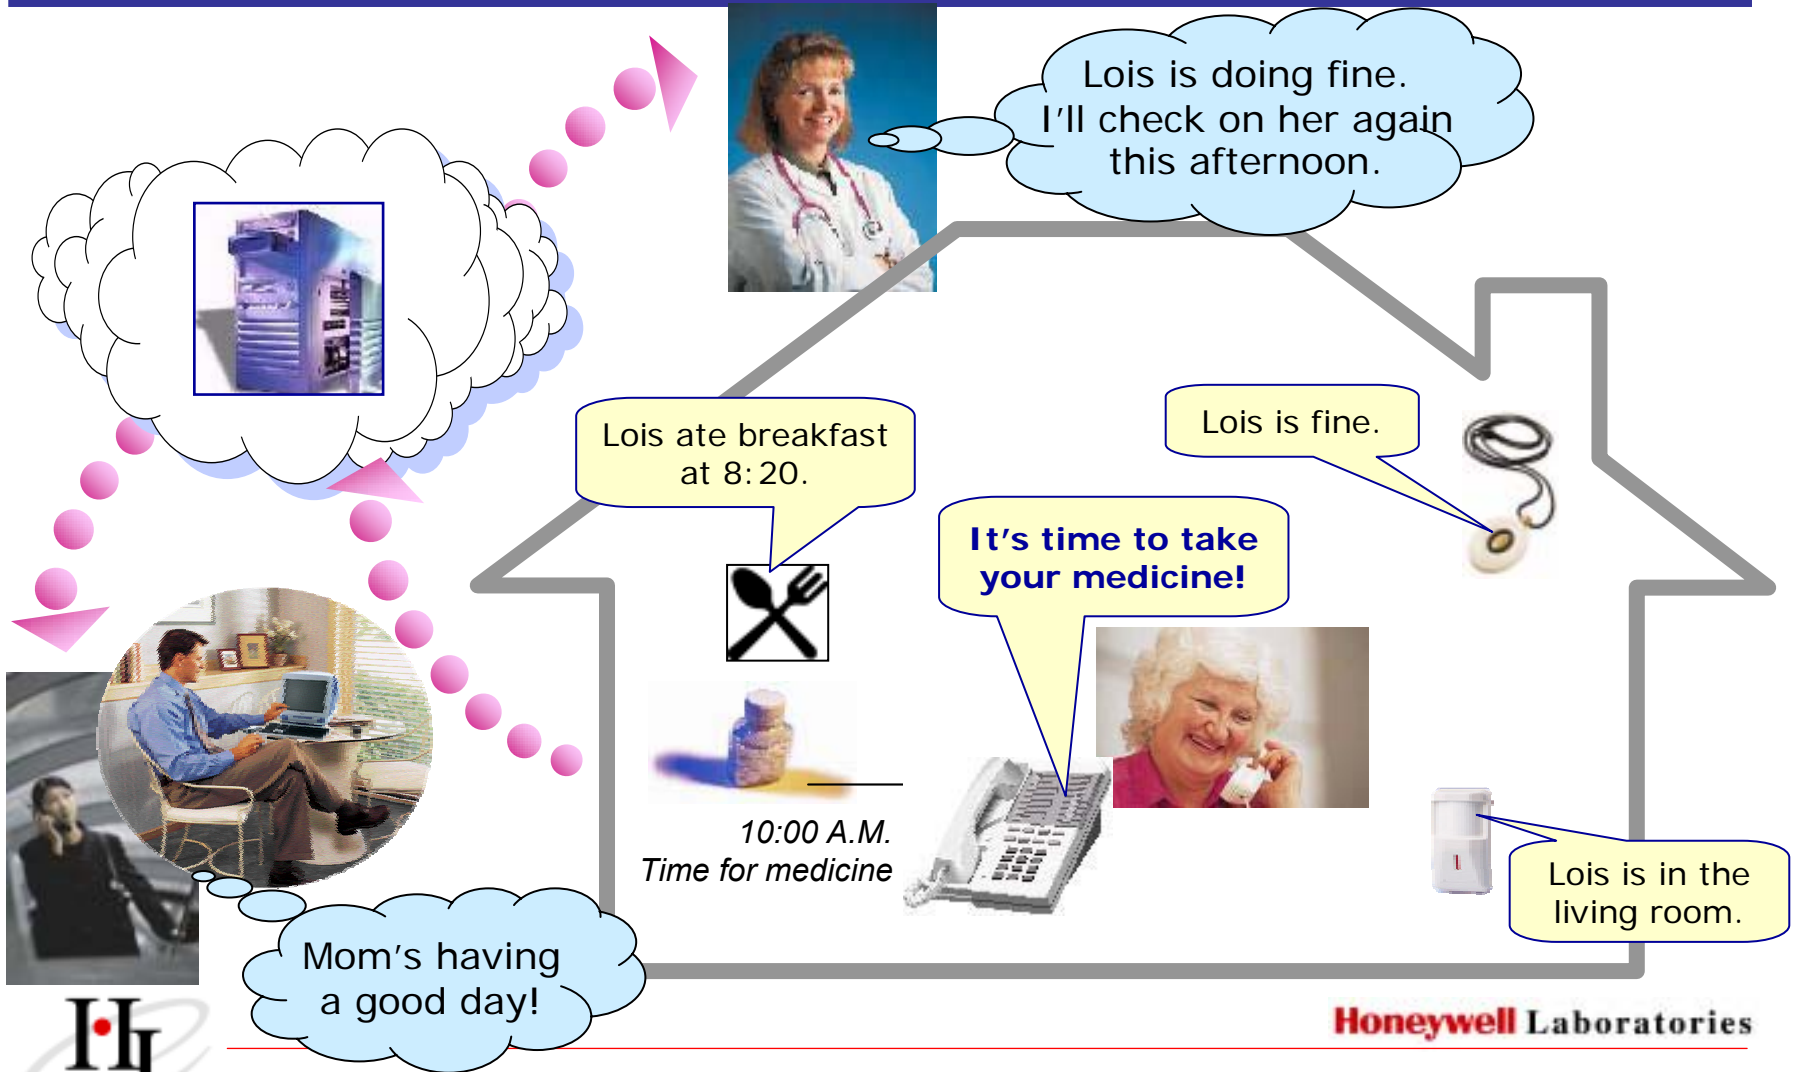 Lois is doing fine.
I'll check on her again
this afternoon.
Lois ate breakfast
at 8:20.
Lois is fine.
It's time to take
your medicine!
10:00 A.M.
Time for medicine
Lois is in the
living room.
Mom's having
a good day!
Honeywell Laboratories